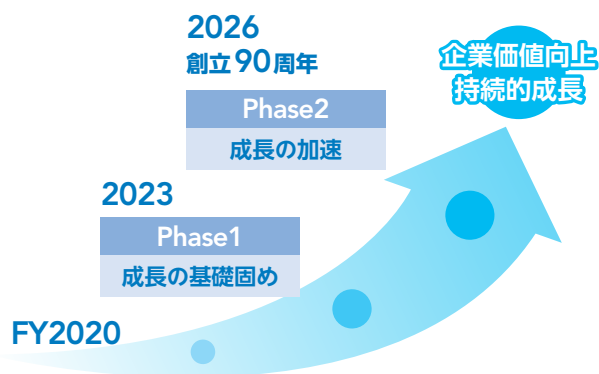 2026
創立90周年
Phase2
成長の加速
企業価値向上
持続的成長
2023
Phase1
成長の基礎固め
FY2020